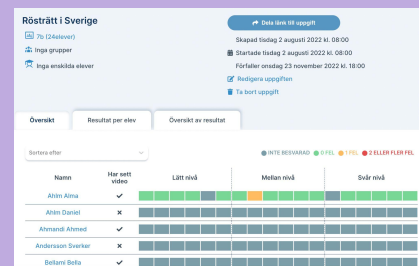 Rösträtt i Sverige
7b (24elever)
Inga grupper
Inga enskilda elever
Dela länk till uppgift
Skapad tisdag 2 augusti 2022 kl. 08:00
Startade tisdag 2 augusti 2022 kl. 08:00
Förfaller onsdag 23 november 2022 kl. 18:00
Redigera uppgiften
Ta bort uppgift
Översikt Resultat per elev Översikt av resultat
Sortera efter
INTE BESVARAD 0 FEL 1 FEL 2 ELLER FLER FEL
Namn Har sett video Lätt nivå Mellan nivå Svår nivå
Ahlm Alma
Ahlm Daniel
Ahmandi Ahmed
Andersson Sverker
Bellami Bella